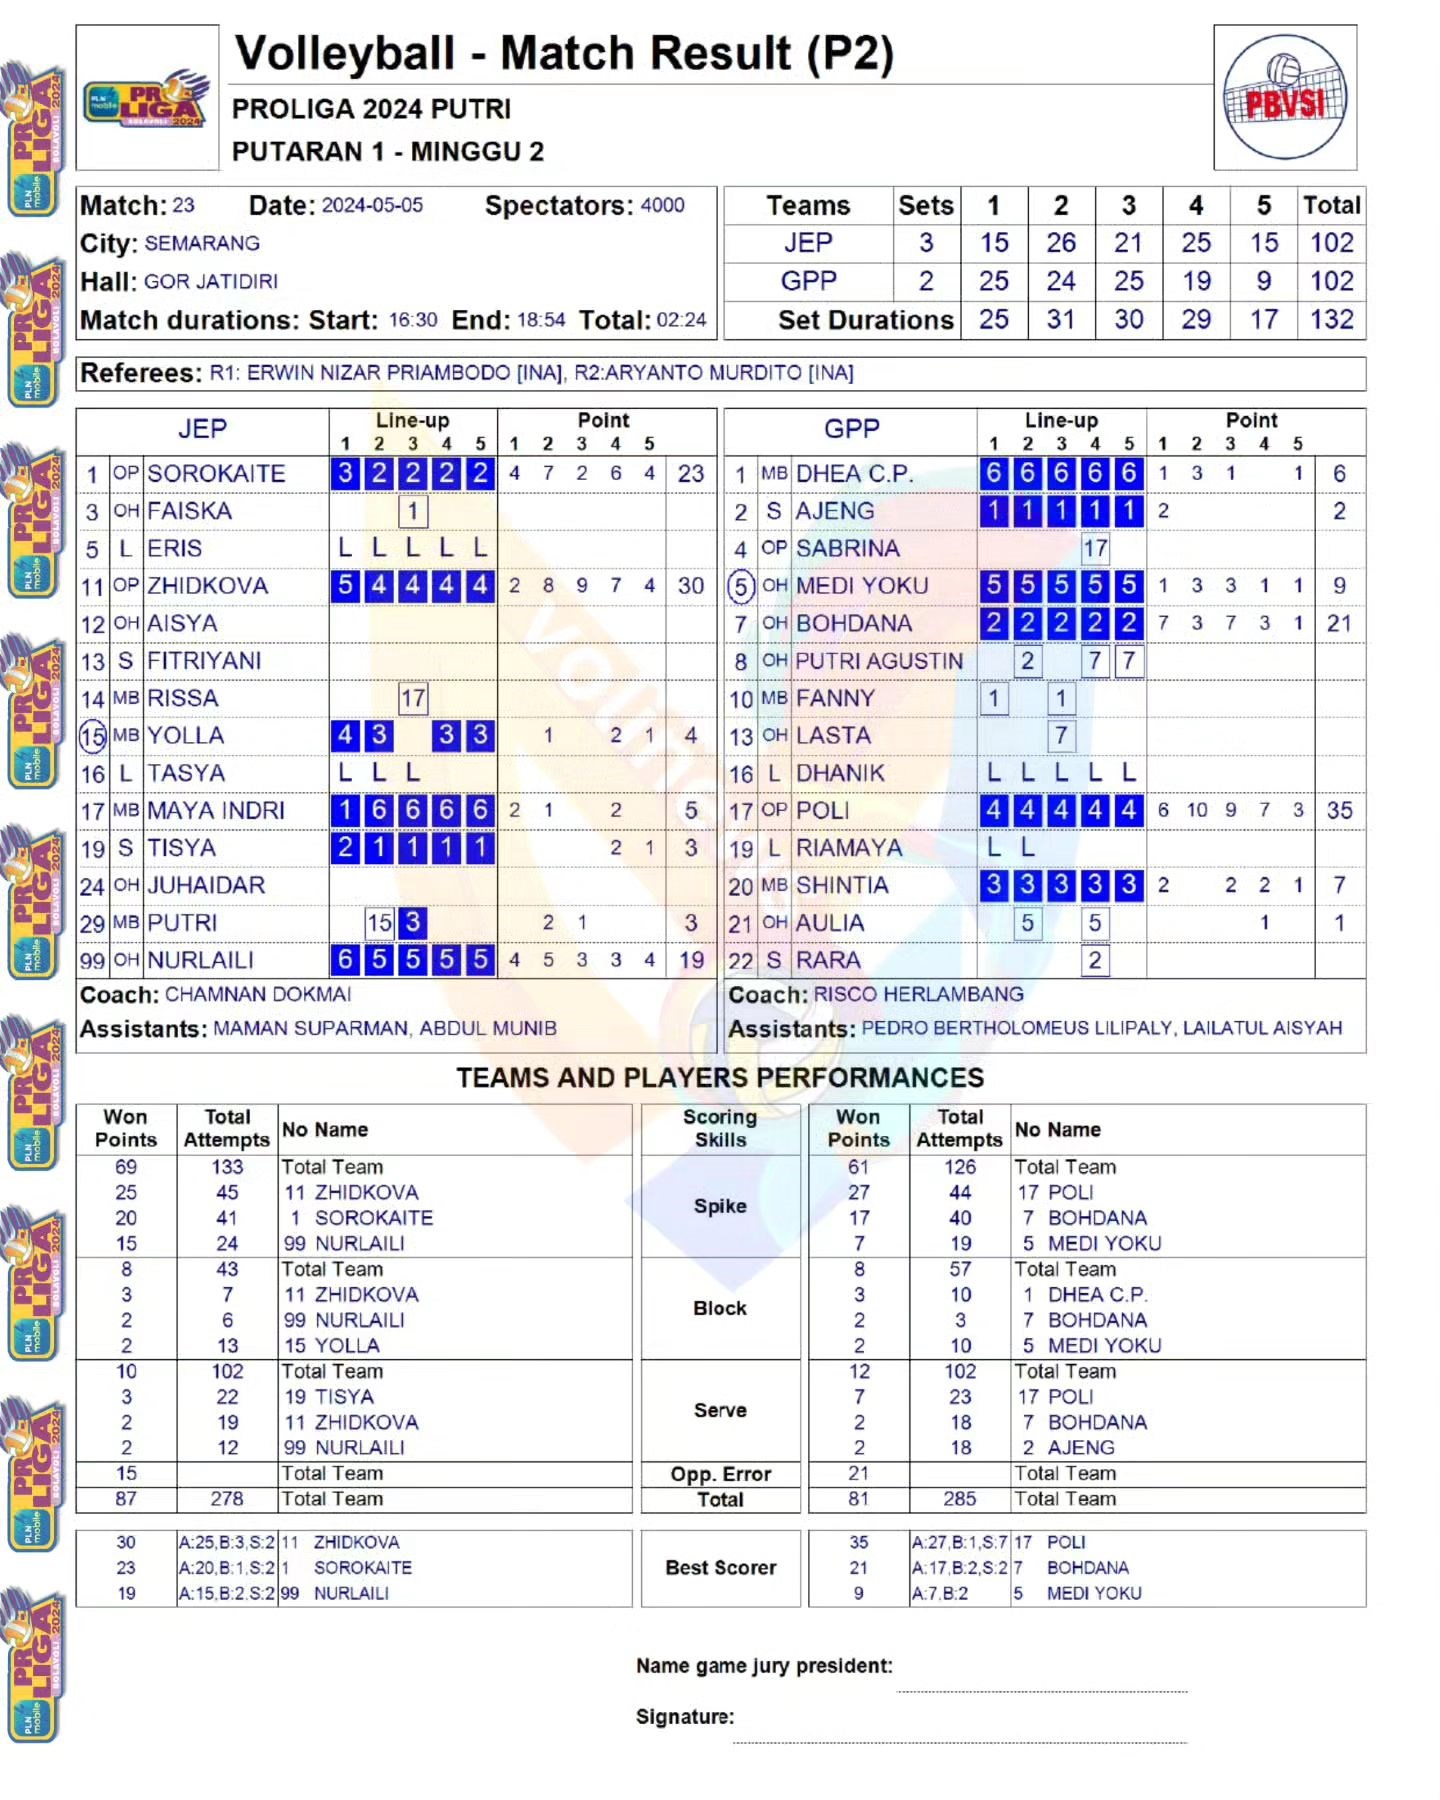 Volleyball - Match Result (P2)
PLN mobile PROLIGA BOLAVOLI 2024
PBVSI
PROLIGA 2024 PUTRI
PUTARAN 1 - MINGGU 2
Match: 23 Date: 2024-05-05 Spectators: 4000
City: SEMARANG
Hall: GOR JATIDIRI
Match durations: Start: 16:30 End: 18:54 Total: 02:24
Teams Sets 1 2 3 4 5 Total
JEP 3 15 26 21 25 15 102
GPP 2 25 24 25 19 9 102
Set Durations 25 31 30 29 17 132
Referees: R1: ERWIN NIZAR PRIAMBODO [INA], R2:ARYANTO MURDITO [INA]
JEP Line-up Point
1 2 3 4 5 1 2 3 4 5
1 OP SOROKAITE 3 2 2 2 2 4 7 2 6 4 23
3 OH FAISKA 1
5 L ERIS L L L L L
11 OP ZHIDKOVA 5 4 4 4 4 2 8 9 7 4 30
12 OH AISYA
13 S FITRIYANI
14 MB RISSA 17
15 MB YOLLA 4 3 3 3 1 2 1 4
16 L TASYA L L L
17 MB MAYA INDRI 1 6 6 6 6 2 1 2 5
19 S TISYA 2 1 1 1 1 2 1 3
24 OH JUHAIDAR
29 MB PUTRI 15 3 2 1 3
99 OH NURLAILI 6 5 5 5 5 4 5 3 3 4 19
Coach: CHAMNAN DOKMAI
Assistants: MAMAN SUPARMAN, ABDUL MUNIB
GPP Line-up Point
1 2 3 4 5 1 2 3 4 5
1 MB DHEA C.P. 6 6 6 6 6 1 3 1 1 6
2 S AJENG 1 1 1 1 1 2 2
4 OP SABRINA 17
5 OH MEDI YOKU 5 5 5 5 5 1 3 3 1 1 9
7 OH BOHDANA 2 2 2 2 2 7 3 7 3 1 21
8 OH PUTRI AGUSTIN 2 7 7
10 MB FANNY 1 1
13 OH LASTA 7
16 L DHANIK L L L L L
17 OP POLI 4 4 4 4 4 6 10 9 7 3 35
19 L RIAMAYA L L
20 MB SHINTIA 3 3 3 3 3 2 2 2 1 7
21 OH AULIA 5 5 1 1
22 S RARA 2
Coach: RISCO HERLAMBANG
Assistants: PEDRO BERTHOLOMEUS LILIPALY, LAILATUL AISYAH
TEAMS AND PLAYERS PERFORMANCES
Won Points Total Attempts No Name Scoring Skills Won Points Total Attempts No Name
69 133 Total Team Spike 61 126 Total Team
25 45 11 ZHIDKOVA 27 44 17 POLI
20 41 1 SOROKAITE 17 40 7 BOHDANA
15 24 99 NURLAILI 7 19 5 MEDI YOKU
8 43 Total Team Block 8 57 Total Team
3 7 11 ZHIDKOVA 3 10 1 DHEA C.P.
2 6 99 NURLAILI 2 3 7 BOHDANA
2 13 15 YOLLA 2 10 5 MEDI YOKU
10 102 Total Team Serve 12 102 Total Team
3 22 19 TISYA 7 23 17 POLI
2 19 11 ZHIDKOVA 2 18 7 BOHDANA
2 12 99 NURLAILI 2 18 2 AJENG
15 Total Team Opp. Error 21 Total Team
87 278 Total Team Total 81 285 Total Team
30 A:25,B:3,S:2 11 ZHIDKOVA Best Scorer 35 A:27,B:1,S:7 17 POLI
23 A:20,B:1,S:2 1 SOROKAITE 21 A:17,B:2,S:2 7 BOHDANA
19 A:15,B:2,S:2 99 NURLAILI 9 A:7,B:2 5 MEDI YOKU
Name game jury president:
Signature: